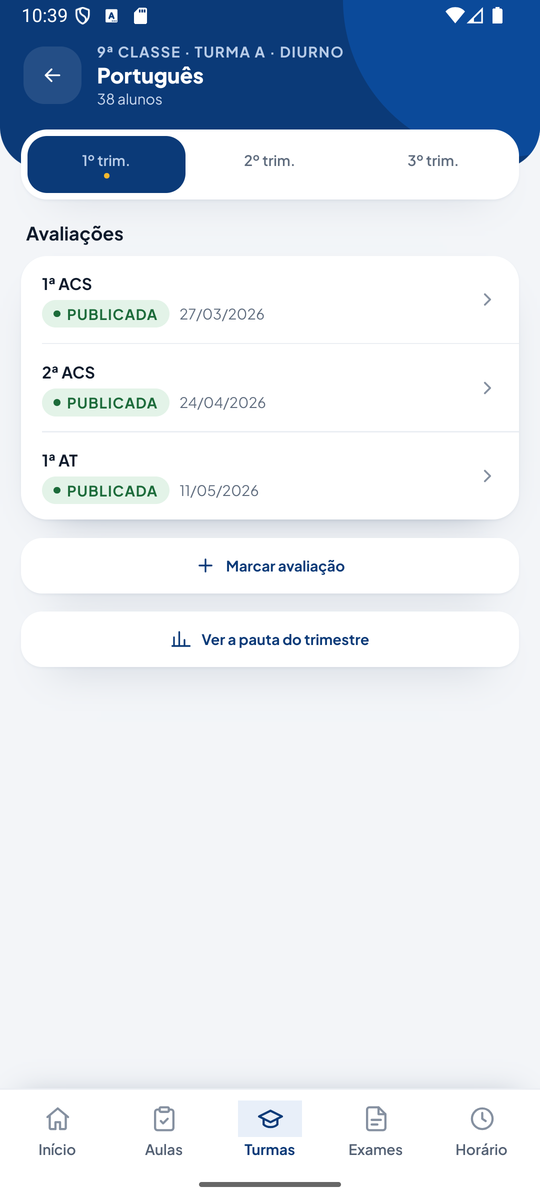 10:39
9ª CLASSE · TURMA A · DIURNO
Português
38 alunos
1º trim. 2º trim. 3º trim.
Avaliações
1ª ACS
PUBLICADA 27/03/2026
2ª ACS
PUBLICADA 24/04/2026
1ª AT
PUBLICADA 11/05/2026
Marcar avaliação
Ver a pauta do trimestre
Início Aulas Turmas Exames Horário